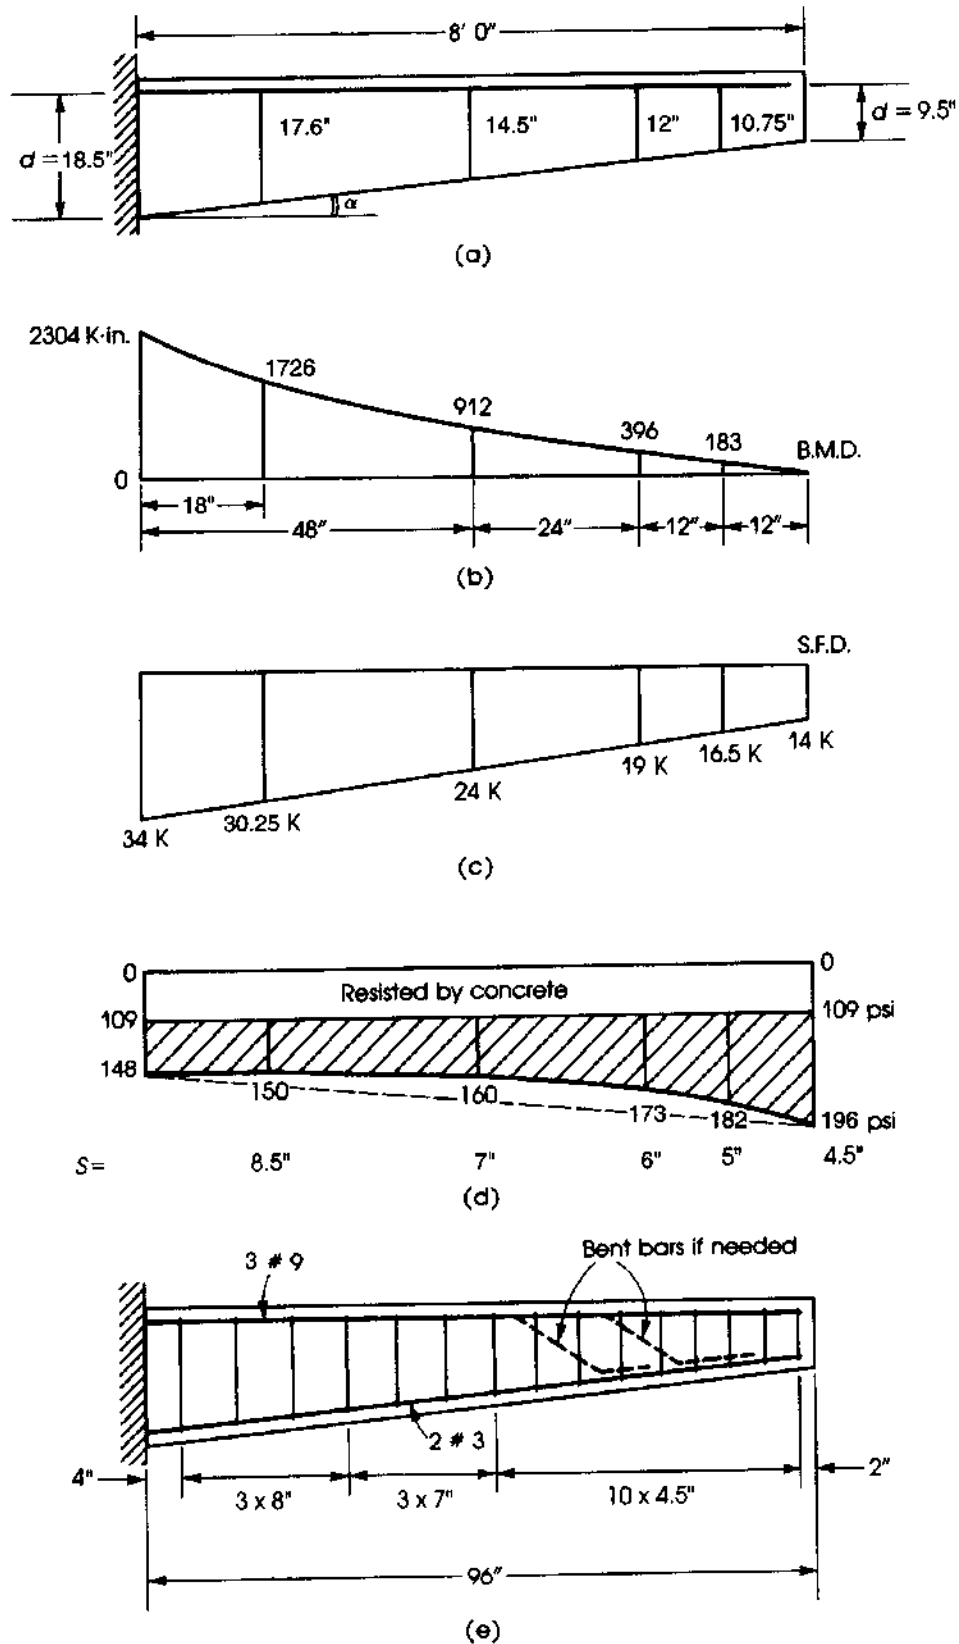 8' 0"
17.6"
14.5"
12"
10.75"
d = 9.5"
d = 18.5"
α
(a)
2304 K·in.
1726
912
396
183
B.M.D.
0
18"
48"
24"
12"
12"
(b)
S.F.D.
14 K
16.5 K
19 K
24 K
30.25 K
34 K
(c)
0
0
Resisted by concrete
109
109 psi
148
150
160
173
182
196 psi
S=
8.5"
7"
6"
5"
4.5"
(d)
Bent bars if needed
3 # 9
2 # 3
4"
2"
3 x 8"
3 x 7"
10 x 4.5"
96"
(e)